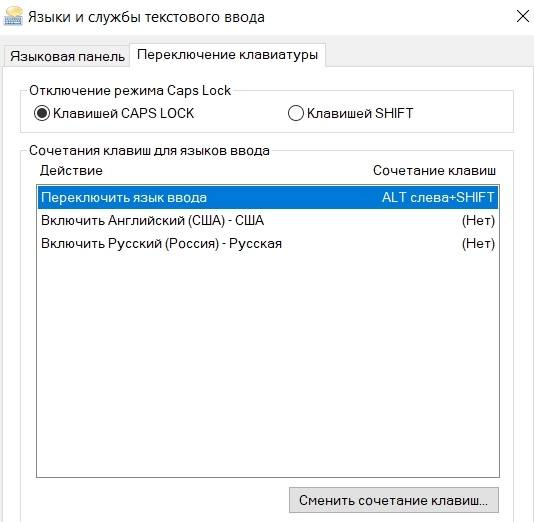 Языки и службы текстового ввода
Языковая панель Переключение клавиатуры
Отключение режима Caps Lock
Клавишей CAPS LOCK Клавишей SHIFT
Сочетания клавиш для языков ввода
Действие Сочетание клавиш
Переключить язык ввода ALT слева+SHIFT
Включить Английский (США) - США (Нет)
Включить Русский (Россия) - Русская (Нет)
Сменить сочетание клавиш...